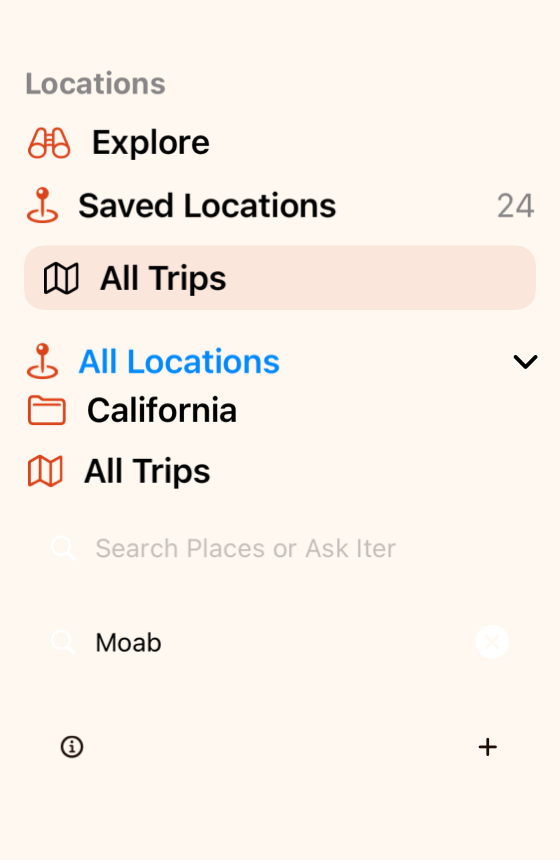 Locations
Explore
Saved Locations 24
All Trips
All Locations
California
All Trips
Search Places or Ask Iter
Moab